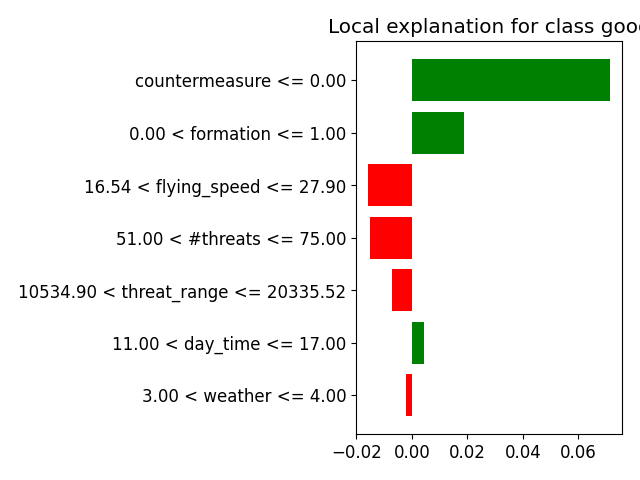 Local explanation for class good
countermeasure <= 0.00
0.00 < formation <= 1.00
16.54 < flying_speed <= 27.90
51.00 < #threats <= 75.00
10534.90 < threat_range <= 20335.52
11.00 < day_time <= 17.00
3.00 < weather <= 4.00
−0.02 0.00 0.02 0.04 0.06